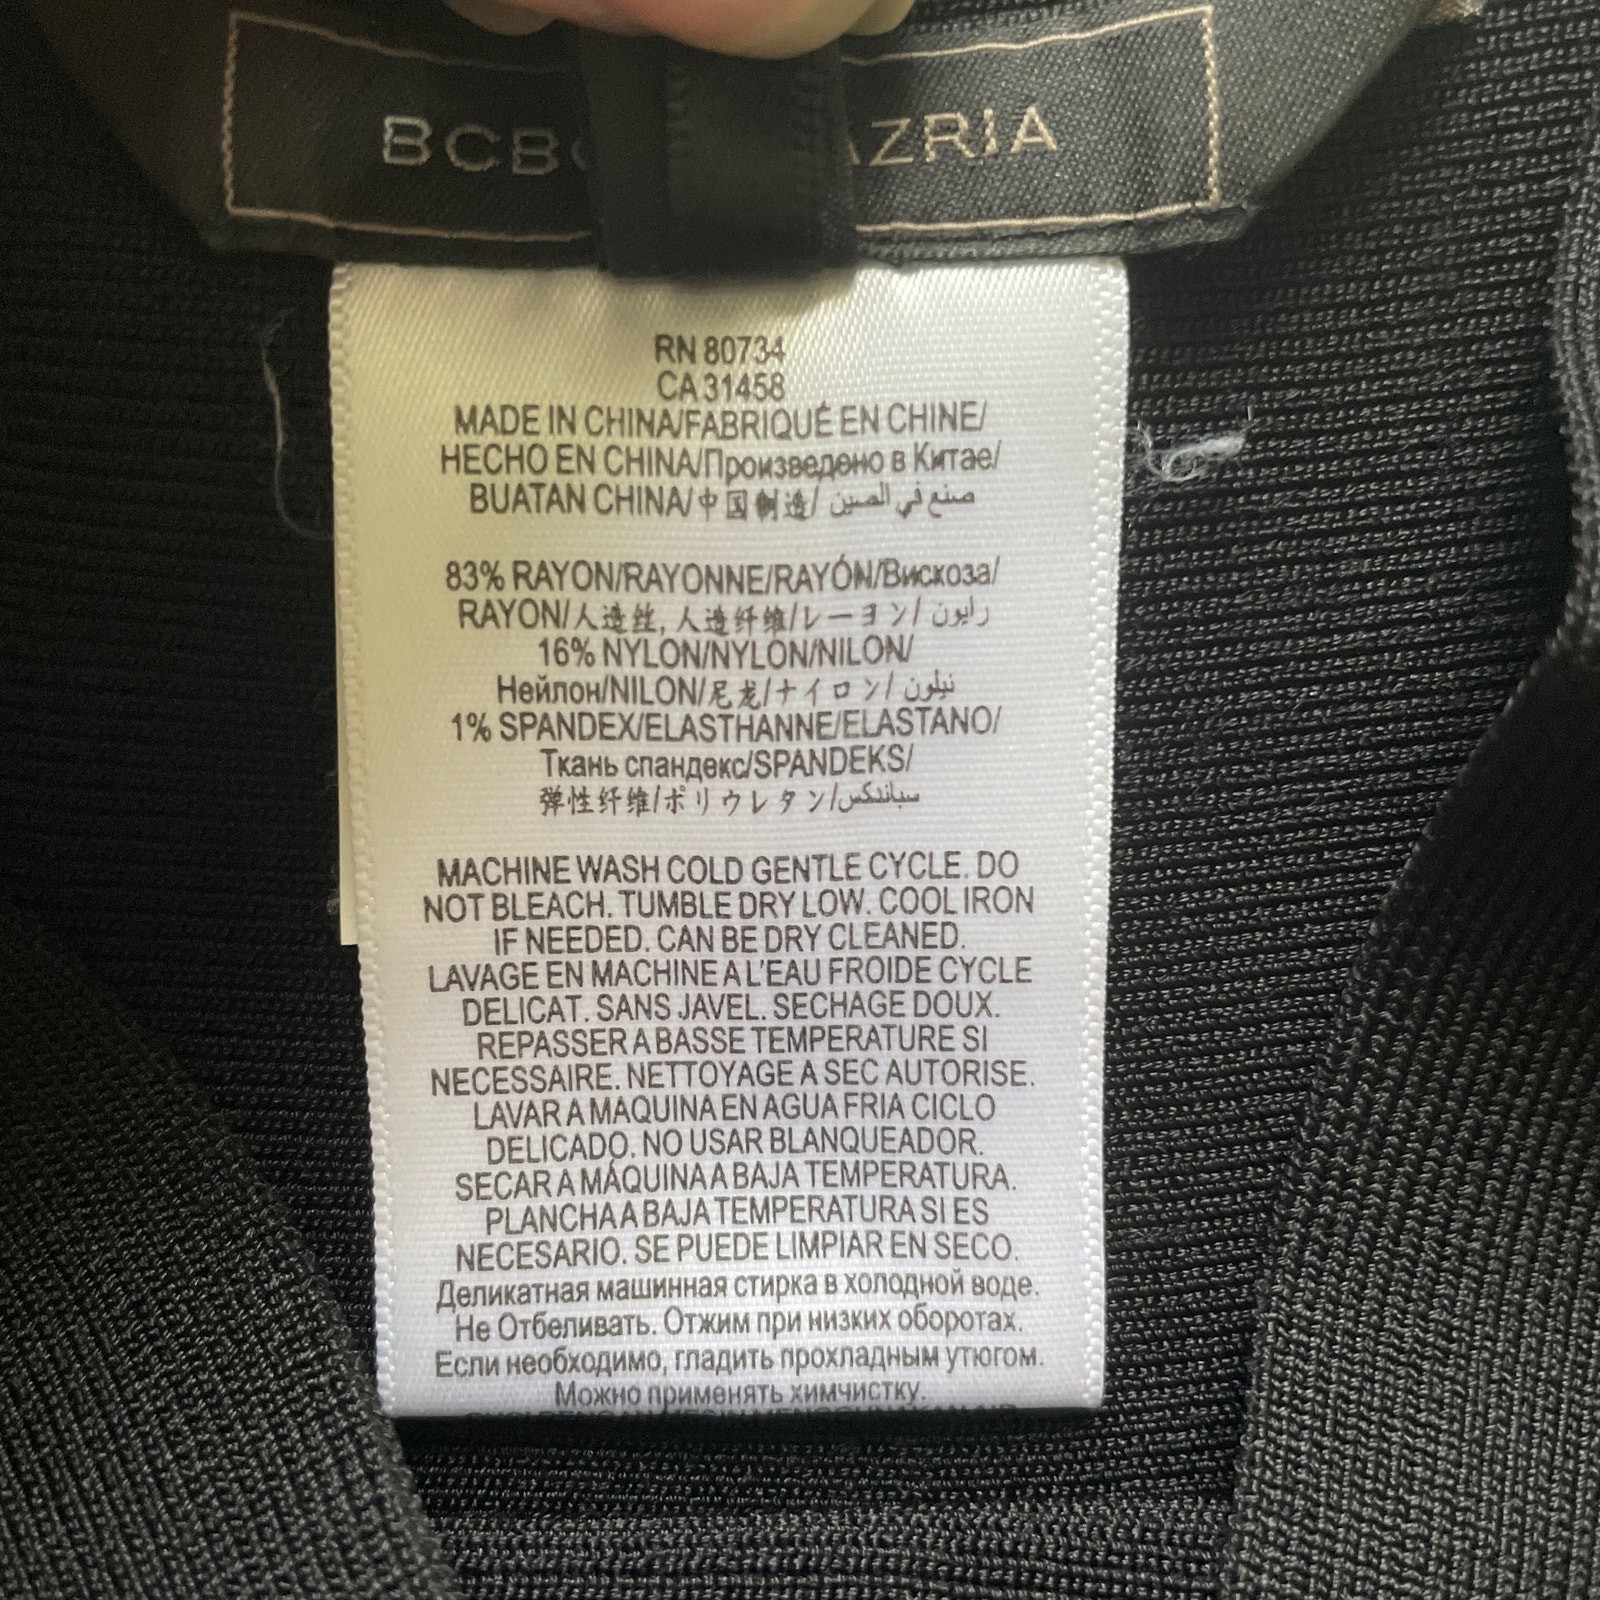 BCBG AZRIA
RN 80734
CA 31458
MADE IN CHINA/FABRIQUÉ EN CHINE/
HECHO EN CHINA/Произведено в Китае/
BUATAN CHINA/中国制造/ صنع في الصين
83% RAYON/RAYONNE/RAYÓN/Вискоза/
RAYON/人造丝, 人造纤维/レーヨン/ رايون
16% NYLON/NYLON/NILON/
Нейлон/NILON/尼龙/ナイロン/ نيلون
1% SPANDEX/ELASTHANNE/ELASTANO/
Ткань спандекс/SPANDEKS/
弹性纤维/ポリウレタン/سباندكس
MACHINE WASH COLD GENTLE CYCLE. DO
NOT BLEACH. TUMBLE DRY LOW. COOL IRON
IF NEEDED. CAN BE DRY CLEANED.
LAVAGE EN MACHINE A L'EAU FROIDE CYCLE
DELICAT. SANS JAVEL. SECHAGE DOUX.
REPASSER A BASSE TEMPERATURE SI
NECESSAIRE. NETTOYAGE A SEC AUTORISE.
LAVAR A MAQUINA EN AGUA FRIA CICLO
DELICADO. NO USAR BLANQUEADOR.
SECAR A MÁQUINA A BAJA TEMPERATURA.
PLANCHA A BAJA TEMPERATURA SI ES
NECESARIO. SE PUEDE LIMPIAR EN SECO.
Деликатная машинная стирка в холодной воде.
Не Отбеливать. Отжим при низких оборотах.
Если необходимо, гладить прохладным утюгом.
Можно применять химчистку.